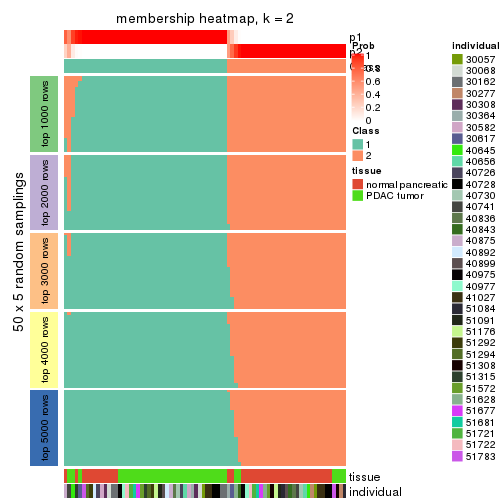 membership heatmap, k = 2
p1
p2
Class
50 x 5 random samplings
top 1000 rows
top 2000 rows
top 3000 rows
top 4000 rows
top 5000 rows
tissue
individual
Prob
1
0.8
0.6
0.4
0.2
0
Class
1
2
tissue
normal pancreatic
PDAC tumor
individual
30057
30068
30162
30277
30308
30364
30582
30617
40645
40656
40726
40728
40730
40741
40836
40843
40875
40892
40899
40975
40977
41027
51084
51091
51176
51292
51294
51308
51315
51572
51628
51677
51681
51721
51722
51783